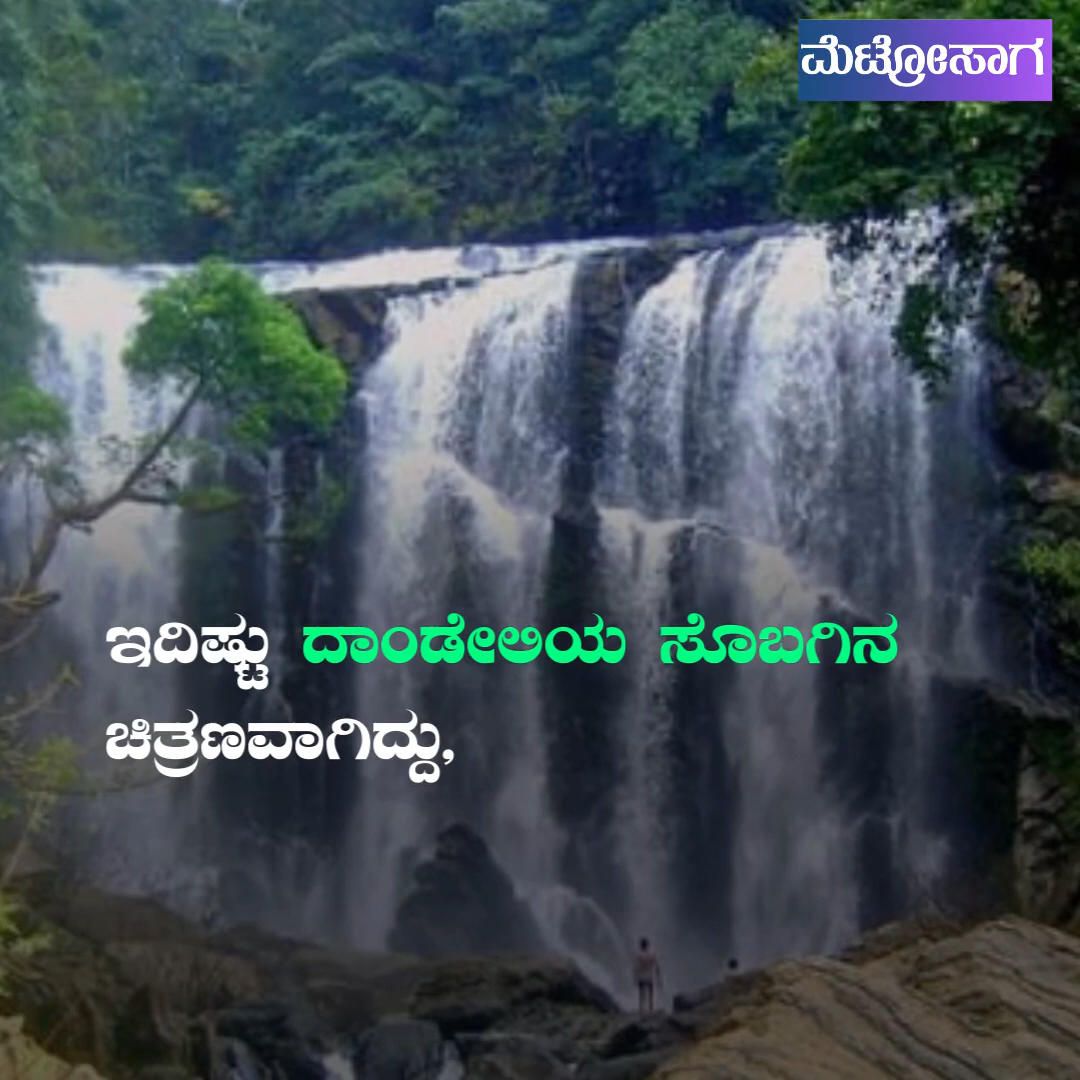 ಮೆಟ್ರೋಸಾಗ
ಇದಿಷ್ಟು ದಾಂಡೇಲಿಯ ಸೊಬಗಿನ
ಚಿತ್ರಣವಾಗಿದ್ದು,